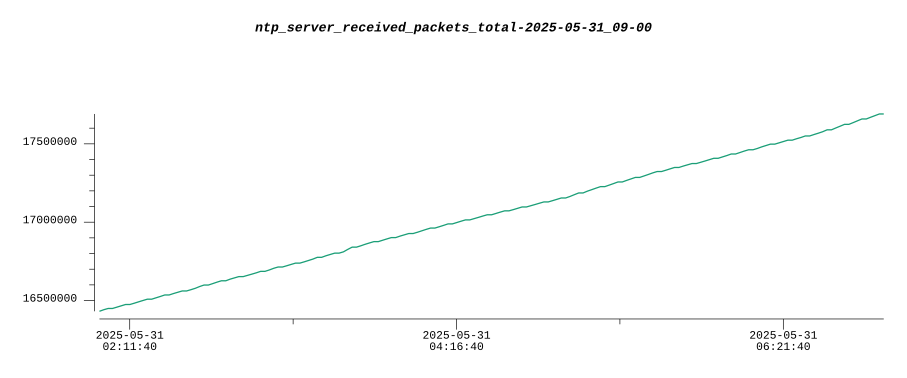 ntp_server_received_packets_total-2025-05-31_09-00
17500000
17000000
16500000
2025-05-31 2025-05-31 2025-05-31
02:11:40 04:16:40 06:21:40